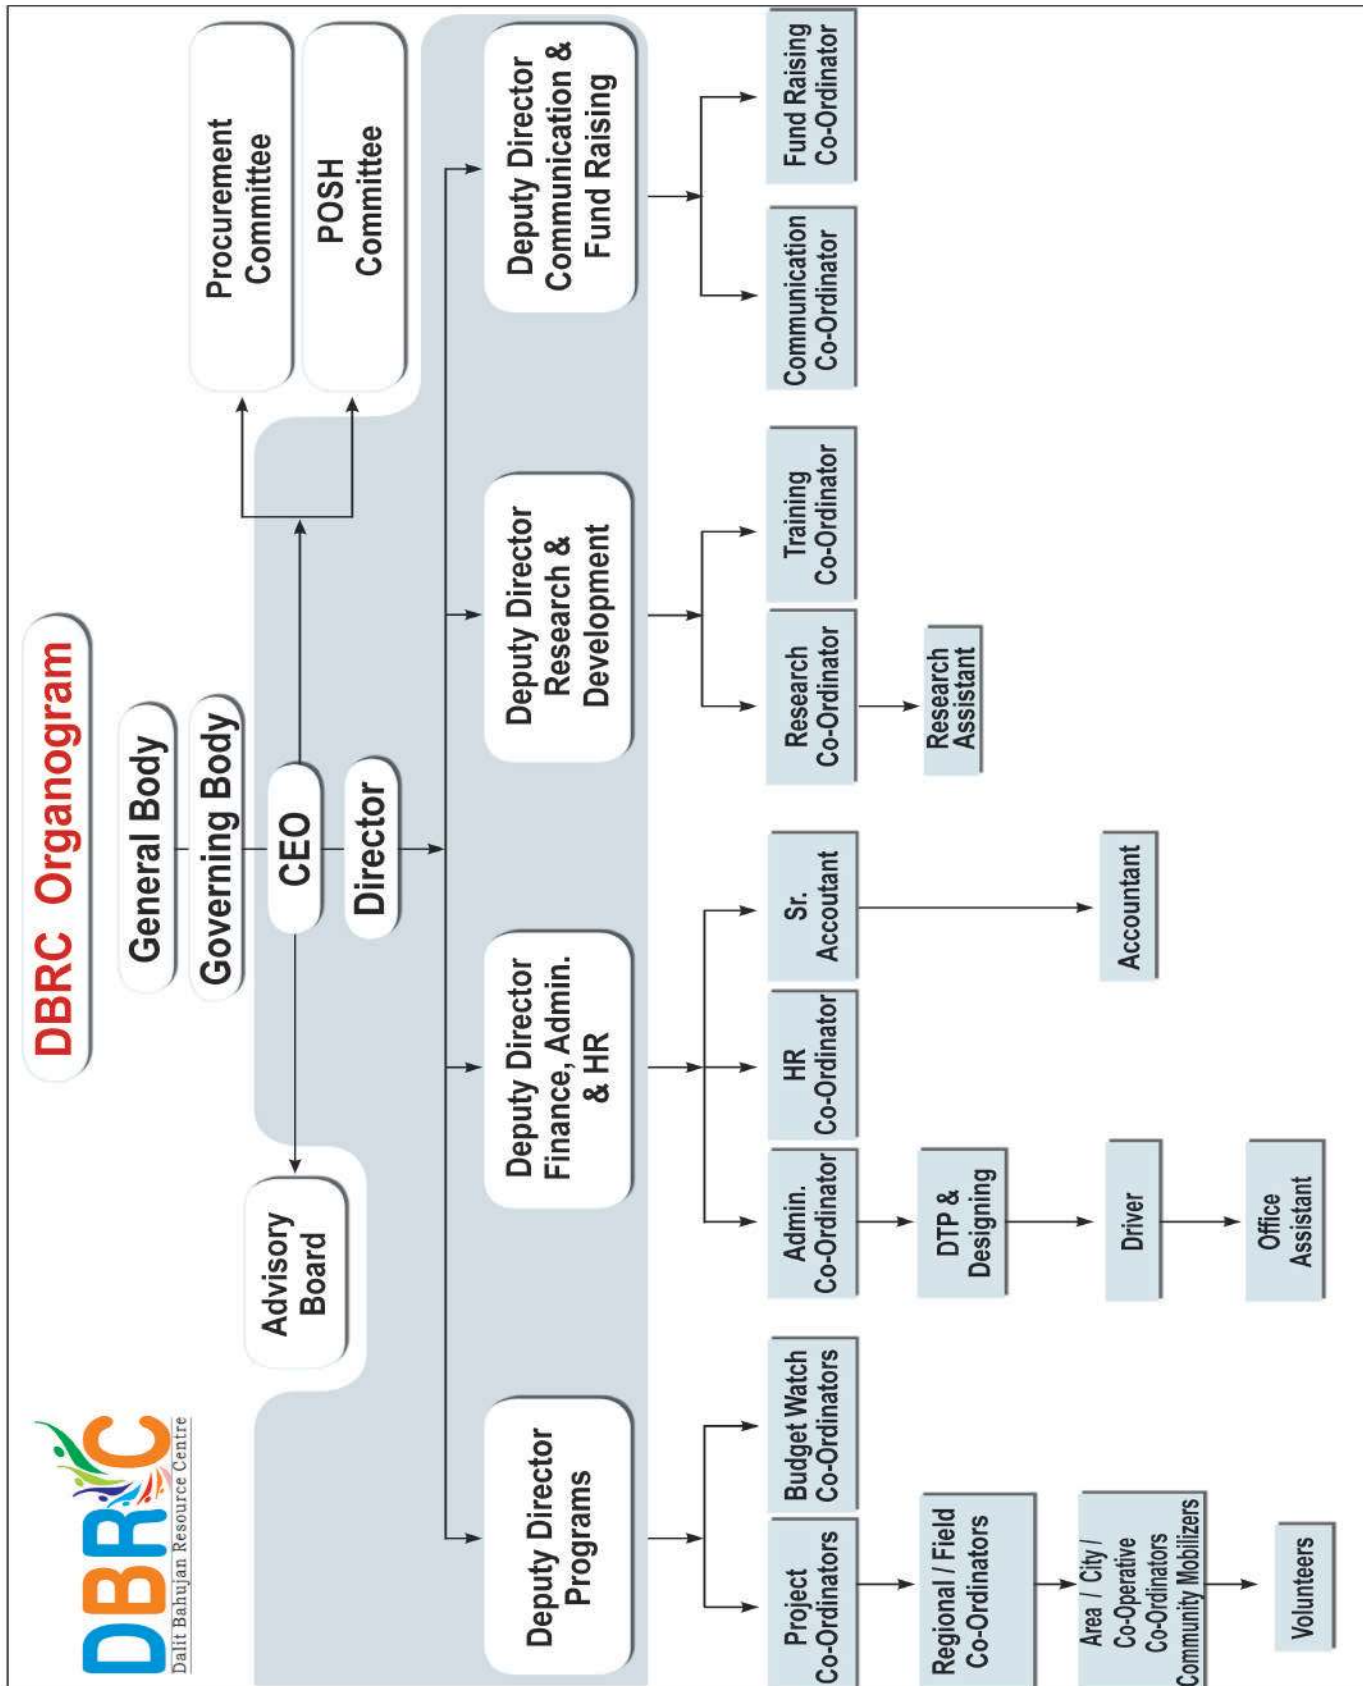 DBRC
Dalit Bahujan Resource Centre
DBRC Organogram
General Body
Governing Body
CEO
Director
Advisory
Board
Procurement
Committee
POSH
Committee
Deputy Director
Programs
Deputy Director
Finance, Admin.
& HR
Deputy Director
Research &
Development
Deputy Director
Communication &
Fund Raising
Project
Co-Ordinators
Budget Watch
Co-Ordinators
Admin.
Co-Ordinator
HR
Co-Ordinator
Sr.
Accoutant
Research
Co-Ordinator
Training
Co-Ordinator
Communication
Co-Ordinator
Fund Raising
Co-Ordinator
Regional / Field
Co-Ordinators
DTP &
Designing
Research
Assistant
Area / City /
Co-Operative
Co-Ordinators
Community Mobilizers
Driver
Accountant
Volunteers
Office
Assistant